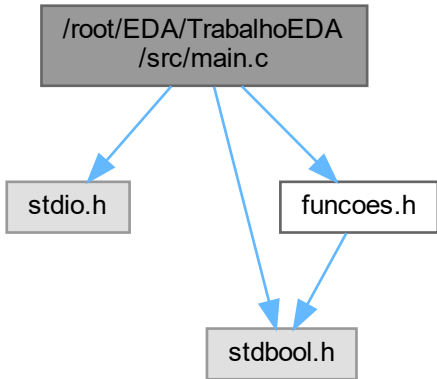 /root/EDA/TrabalhoEDA
/src/main.c
stdio.h
funcoes.h
stdbool.h